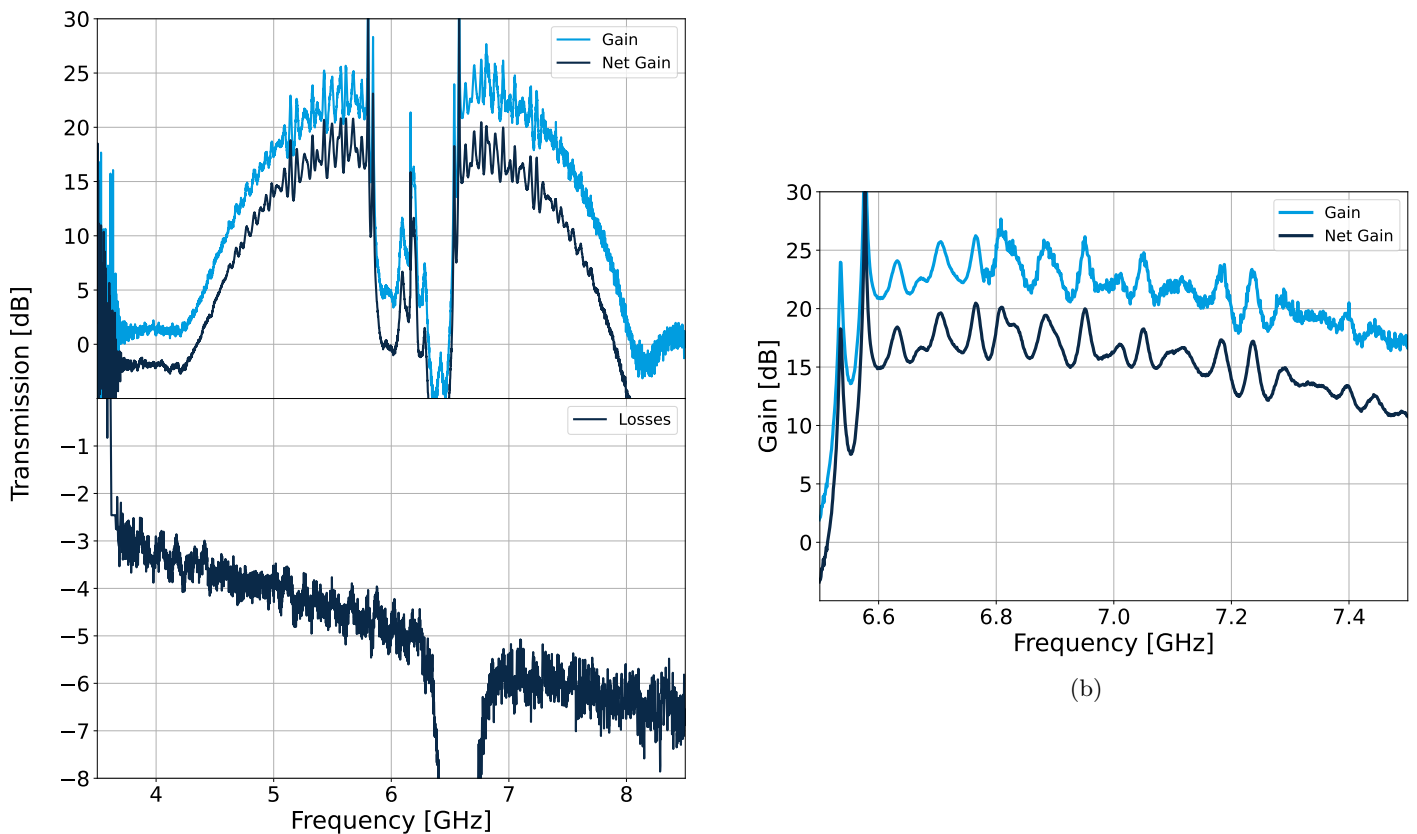 Transmission [dB]
30
25
20
15
10
5
0
Gain
Net Gain
−1
−2
−3
−4
−5
−6
−7
−8
Losses
4 5 6 7 8
Frequency [GHz]
Gain [dB]
30
25
20
15
10
5
0
Gain
Net Gain
6.6 6.8 7.0 7.2 7.4
Frequency [GHz]
(b)